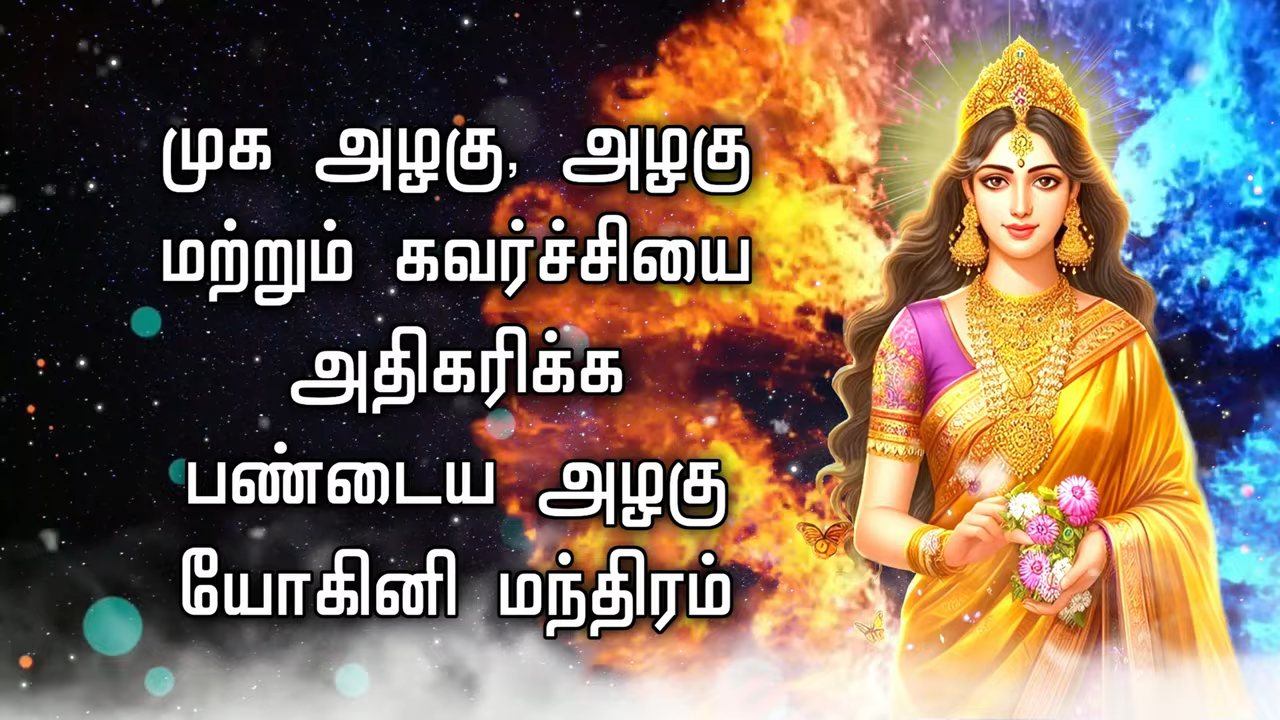 முக அழகு, அழகு
மற்றும் கவர்ச்சியை
அதிகரிக்க
பண்டைய அழகு
யோகினி மந்திரம்